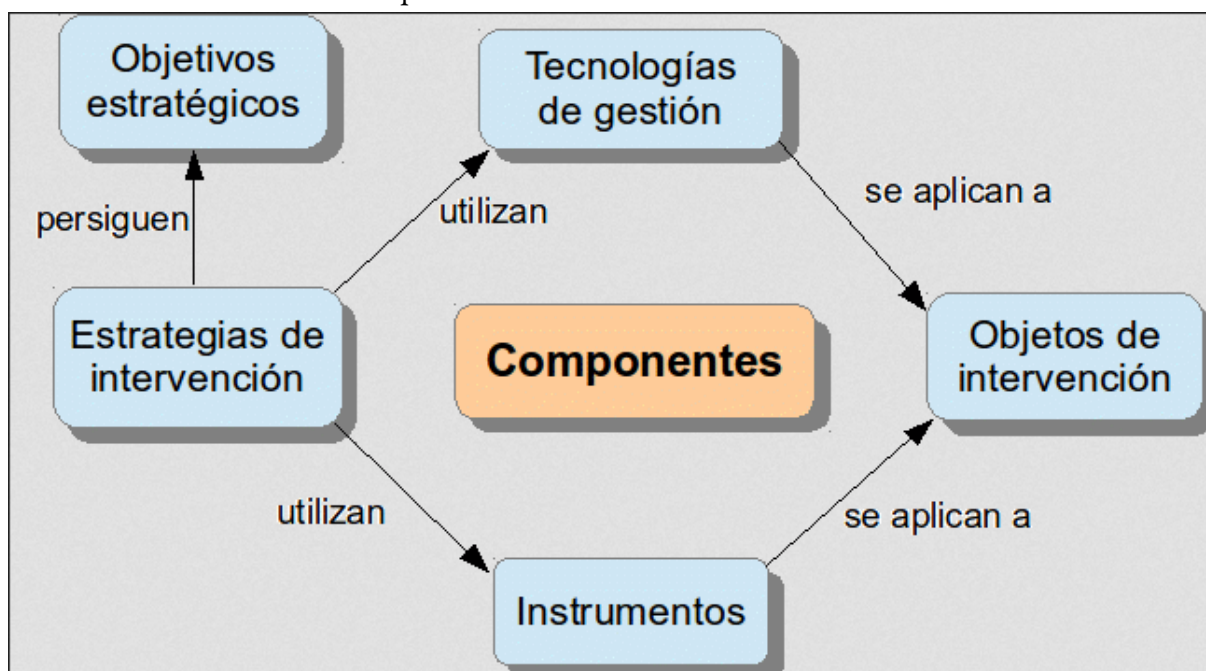 Objetivos
estratégicos
Tecnologías
de gestión
se aplican a
persiguen
utilizan
Estrategias de
intervención
Componentes
Objetos de
intervención
utilizan
se aplican a
Instrumentos